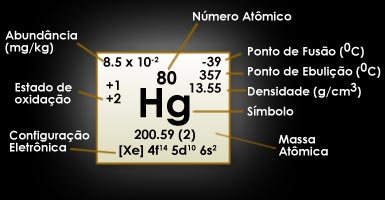 Número Atômico
Abundância
(mg/kg)
8.5 x 10⁻²
-39
Ponto de Fusão (⁰C)
80
357
Ponto de Ebulição (⁰C)
Estado de
oxidação
+1
+2
Hg
13.55
Densidade (g/cm³)
Símbolo
200.59 (2)
Configuração
Eletrônica
[Xe] 4f¹⁴ 5d¹⁰ 6s²
Massa
Atômica